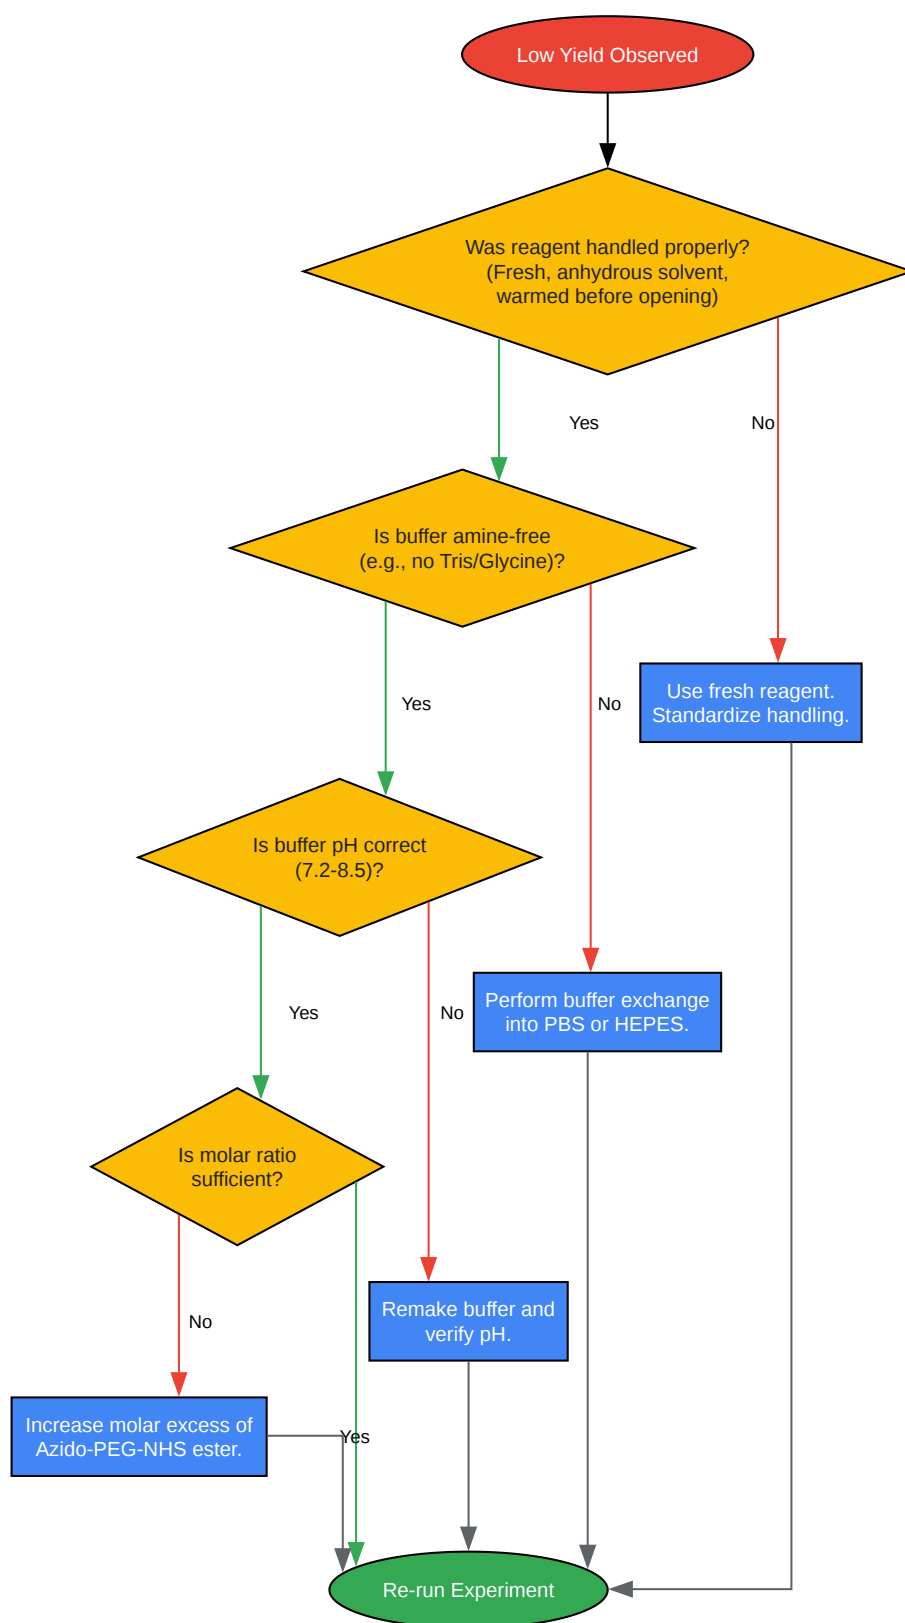 Low Yield Observed
Was reagent handled properly?
(Fresh, anhydrous solvent,
warmed before opening)
Yes
No
Is buffer amine-free
(e.g., no Tris/Glycine)?
Use fresh reagent.
Standardize handling.
Yes
No
Is buffer pH correct
(7.2-8.5)?
Perform buffer exchange
into PBS or HEPES.
Yes
No
Is molar ratio
sufficient?
Remake buffer and
verify pH.
No
Increase molar excess of
Azido-PEG-NHS ester.
Yes
Re-run Experiment